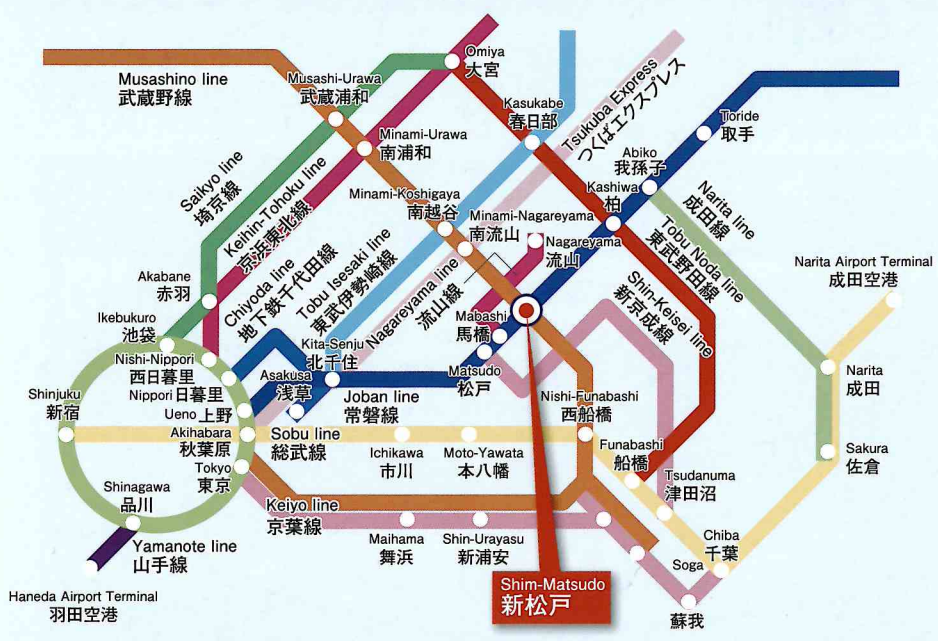 Omiya
大宮
Musashino line
武蔵野線
Musashi-Urawa
武蔵浦和
Minami-Urawa
南浦和
Kasukabe
春日部
Tsukuba Express
つくばエクスプレス
Toride
取手
Abiko
我孫子
Kashiwa
柏
Saikyo line
埼京線
Keihin-Tohoku line
京浜東北線
Minami-Koshigaya
南越谷
Minami-Nagareyama
南流山
Nagareyama
流山
Narita line
成田線
Tobu Noda line
東武野田線
Narita Airport Terminal
成田空港
Akabane
赤羽
Chiyoda line
地下鉄千代田線
Tobu Isesaki line
東武伊勢崎線
Nagareyama line
流山線
Shin-Keisei line
新京成線
Ikebukuro
池袋
Mabashi
馬橋
Kita-Senju
北千住
Nishi-Nippori
西日暮里
Matsudo
松戸
Asakusa
浅草
Narita
成田
Shinjuku
新宿
Nippori 日暮里
Joban line
常磐線
Nishi-Funabashi
西船橋
Ueno 上野
Akihabara
秋葉原
Sobu line
総武線
Ichikawa
市川
Moto-Yawata
本八幡
Funabashi
船橋
Sakura
佐倉
Tokyo
東京
Tsudanuma
津田沼
Shinagawa
品川
Keiyo line
京葉線
Maihama
舞浜
Shin-Urayasu
新浦安
Chiba
千葉
Yamanote line
山手線
Soga
蘇我
Haneda Airport Terminal
羽田空港
Shim-Matsudo
新松戸